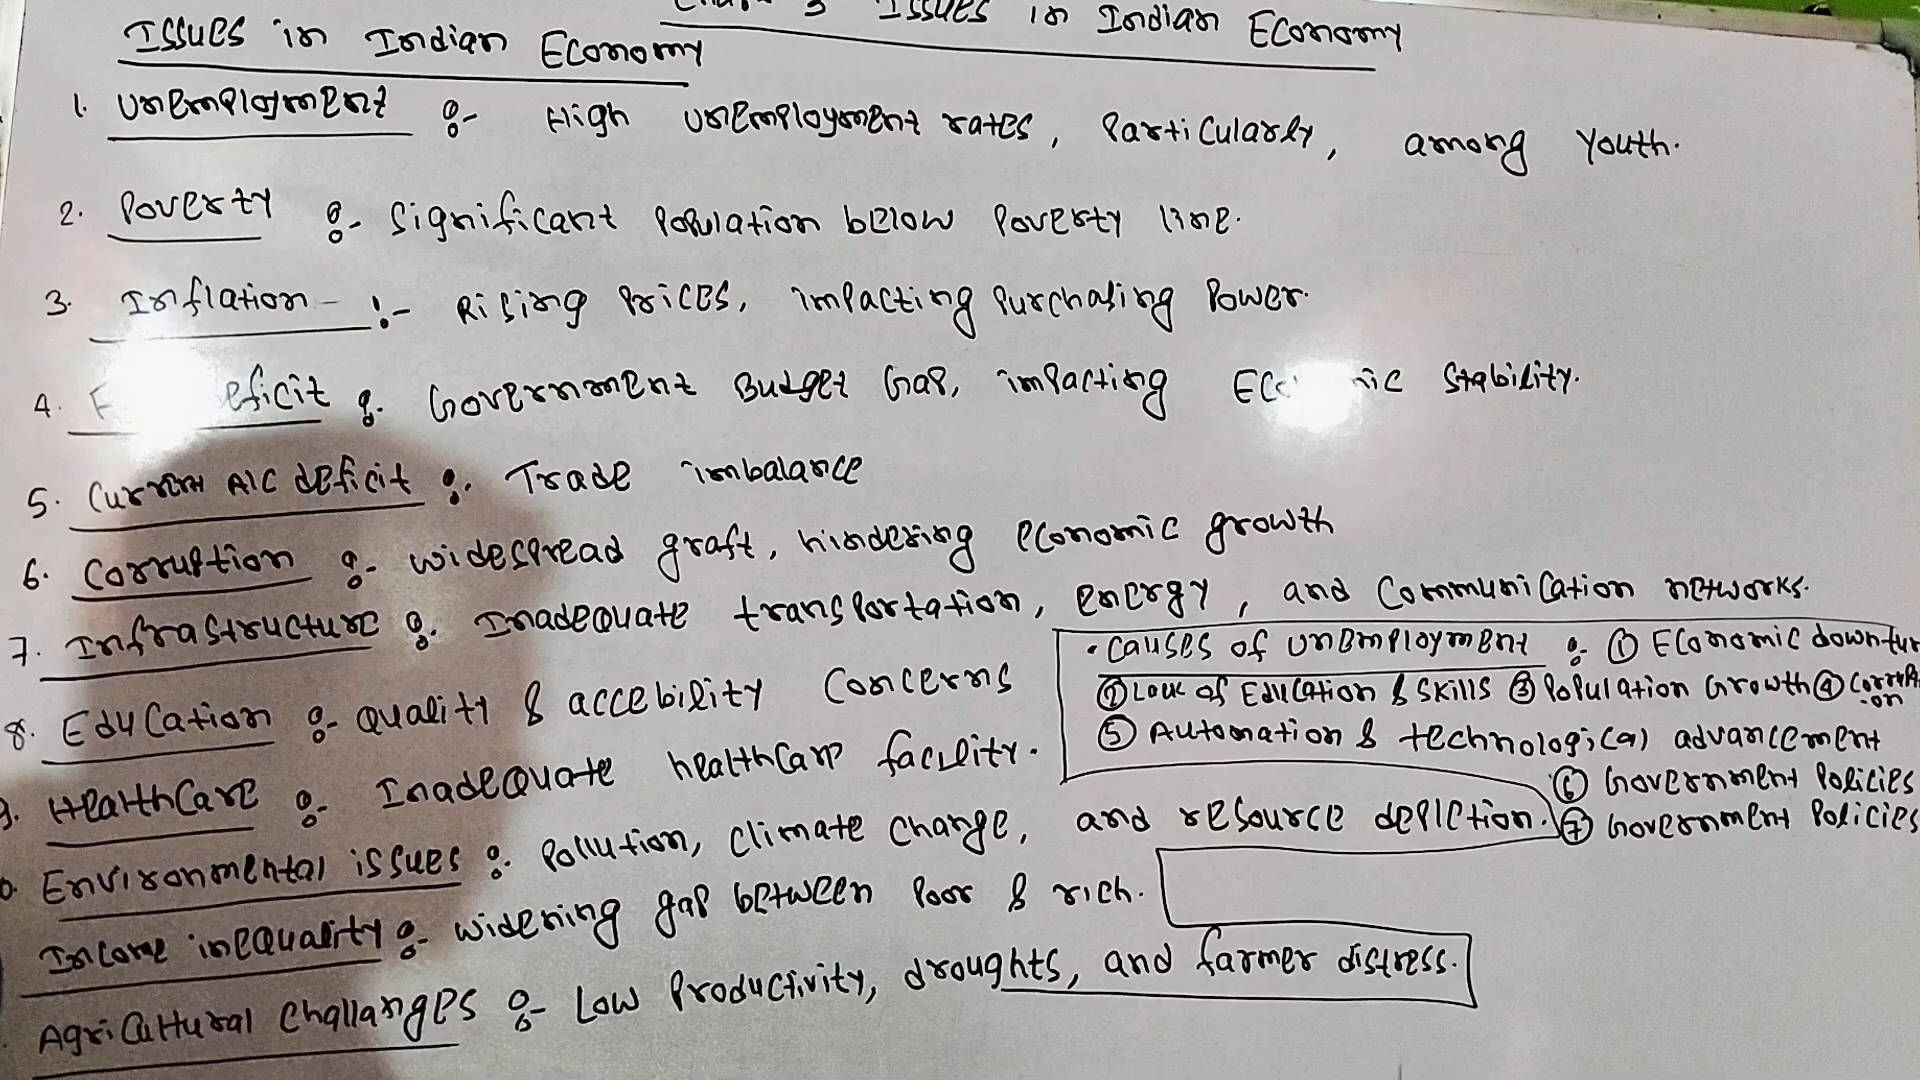 3 Issues in Indian Economy
Issues in Indian Economy
1. Unemployment :- High unemployment rates, Particularly, among Youth.
2. Poverty :- Significant Population below Poverty line.
3. Inflation :- Rising Prices, impacting Purchasing Power.
4. eficit :- Government Budget Gap, impacting Stability.
5. Current A/C deficit :- Trade imbalance
6. Corruption :- widespread graft, hindering economic growth
7. Infrastructure :- Inadequate transportation, energy, and Communication networks.
8. Education :- Quality & accebility Concerns
9. Healthcare :- Inadequate healthcare facility.
Environmental issues :- Pollution, Climate change, and resource depletion.
Income inequality :- widening gap between Poor & rich.
Agricultural Challanges :- Low Productivity, droughts, and farmer distress.
• Causes of unemployment :- ① Economic downtur
② Lack of Education & Skills ③ Population Growth ④ Corrupt
-ion
⑤ Automation & technological advancement
⑥ Government Policies
⑦ Government Policies